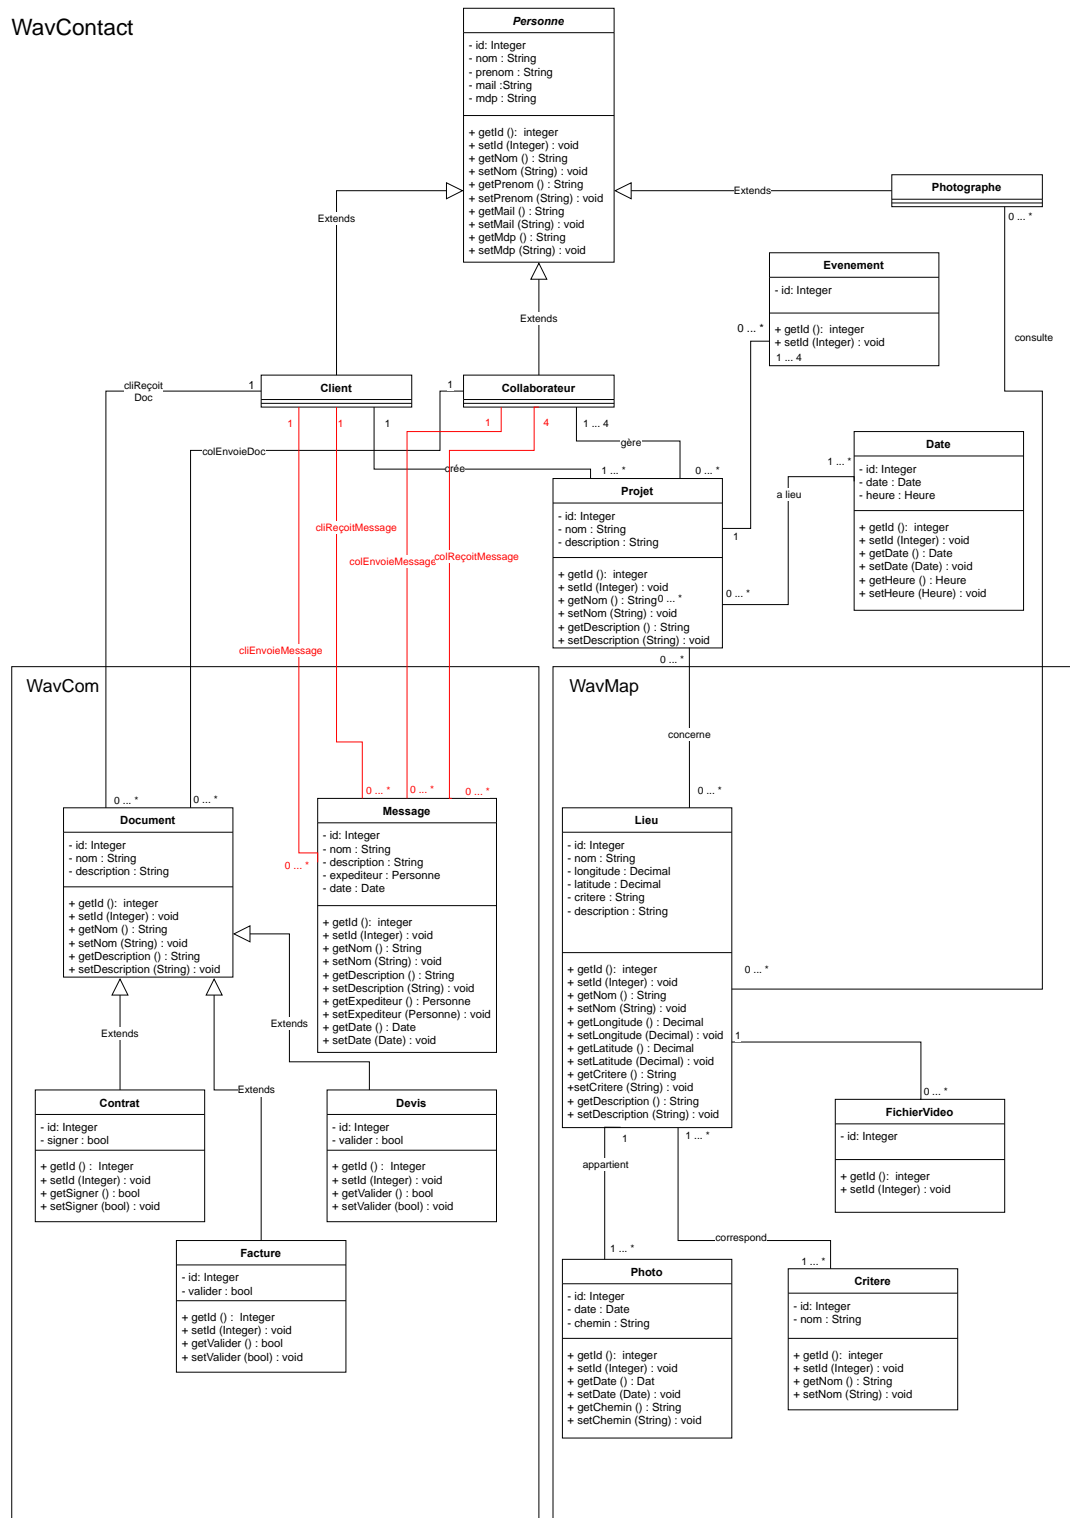 WavContact
Personne
- id: Integer
- nom : String
- prenom : String
- mail :String
- mdp : String
+ getId ():  integer
+ setId (Integer) : void
+ getNom () : String
+ setNom (String) : void
+ getPrenom () : String
+ setPrenom (String) : void
+ getMail () : String
+ setMail (String) : void
+ getMdp () : String
+ setMdp (String) : void
Extends
Extends
Extends
Photographe
0 ... *
consulte
Evenement
- id: Integer
+ getId ():  integer
+ setId (Integer) : void
1 ... 4
0 ... *
1
Client
1
1
1
1
cliReçoit
Doc
Collaborateur
1
1
4
1 ... 4
colEnvoieDoc
crée
gère
1 ... *
0 ... *
Projet
- id: Integer
- nom : String
- description : String
+ getId ():  integer
+ setId (Integer) : void
+ getNom () : String
0 ... *
+ setNom (String) : void
+ getDescription () : String
+ setDescription (String) : void
0 ... *
a lieu
1 ... *
0 ... *
Date
- id: Integer
- date : Date
- heure : Heure
+ getId ():  integer
+ setId (Integer) : void
+ getDate () : Date
+ setDate (Date) : void
+ getHeure () : Heure
+ setHeure (Heure) : void
cliReçoitMessage
colEnvoieMessage
colReçoitMessage
cliEnvoieMessage
WavCom
0 ... *
0 ... *
0 ... *
0 ... *
0 ... *
0 ... *
Document
- id: Integer
- nom : String
- description : String
+ getId ():  integer
+ setId (Integer) : void
+ getNom () : String
+ setNom (String) : void
+ getDescription () : String
+ setDescription (String) : void
Message
- id: Integer
- nom : String
- description : String
- expediteur : Personne
- date : Date
+ getId ():  integer
+ setId (Integer) : void
+ getNom () : String
+ setNom (String) : void
+ getDescription () : String
+ setDescription (String) : void
+ getExpediteur () : Personne
+ setExpediteur (Personne) : void
+ getDate () : Date
+ setDate (Date) : void
Extends
Extends
Extends
Contrat
- id: Integer
- signer : bool
+ getId () :  Integer
+ setId (Integer) : void
+ getSigner () : bool
+ setSigner (bool) : void
Devis
- id: Integer
- valider : bool
+ getId () :  Integer
+ setId (Integer) : void
+ getValider () : bool
+ setValider (bool) : void
Facture
- id: Integer
- valider : bool
+ getId () :  Integer
+ setId (Integer) : void
+ getValider () : bool
+ setValider (bool) : void
WavMap
concerne
0 ... *
Lieu
- id: Integer
- nom : String
- longitude : Decimal
- latitude : Decimal
- critere : String
- description : String
+ getId ():  integer
+ setId (Integer) : void
+ getNom () : String
+ setNom (String) : void
+ getLongitude () : Decimal
+ setLongitude (Decimal) : void
+ getLatitude () : Decimal
+ setLatitude (Decimal) : void
+ getCritere () : String
+setCritere (String) : void
+ getDescription () : String
+ setDescription (String) : void
0 ... *
1
0 ... *
1
1 ... *
FichierVideo
- id: Integer
+ getId ():  integer
+ setId (Integer) : void
appartient
correspond
1 ... *
1 ... *
Photo
- id: Integer
- date : Date
- chemin : String
+ getId ():  integer
+ setId (Integer) : void
+ getDate () : Dat
+ setDate (Date) : void
+ getChemin () : String
+ setChemin (String) : void
Critere
- id: Integer
- nom : String
+ getId ():  integer
+ setId (Integer) : void
+ getNom () : String
+ setNom (String) : void